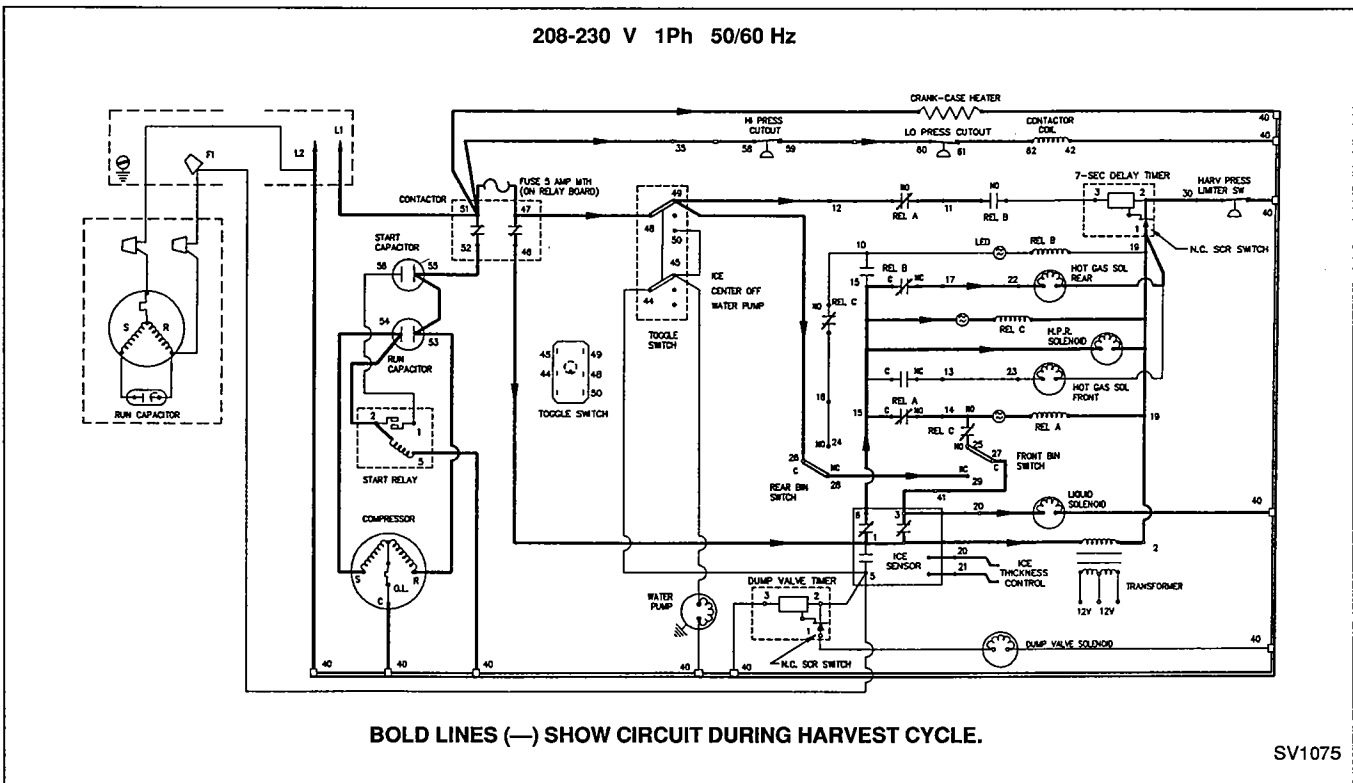 208-230 V 1Ph 50/60 Hz
CRANK-CASE HEATER
40
HI PRESS
CUTOUT
LO PRESS CUTOUT
CONTACTOR
COIL
40
35
58
59
60
61
62
42
L1
L2
F1
FUSE 5 AMP MTH
(ON RELAY BOARD)
CONTACTOR
51
47
52
46
49
48
50
45
44
ICE
CENTER OFF
WATER PUMP
TOGGLE
SWITCH
12
NO
REL A
11
NO
REL B
7-SEC DELAY TIMER
3
2
1
30
HARV PRESS
LIMITER SW
40
N.C. SCR SWITCH
19
START
CAPACITOR
56
55
54
53
RUN
CAPACITOR
10
LED
REL B
REL B
15
C
NC
17
22
HOT GAS SOL
REAR
NO
REL C
REL C
H.P.R.
SOLENOID
C
NC
13
23
HOT GAS SOL
FRONT
REL A
15
C
NO
14
NO
REL A
19
REL C
NO
25
27
C
FRONT BIN
SWITCH
16
NO
24
26
C
NC
28
REAR BIN
SWITCH
NC
29
41
45
49
44
48
50
TOGGLE SWITCH
S
R
RUN CAPACITOR
2
1
5
START RELAY
COMPRESSOR
S
R
O.L.
C
6
3
1
5
ICE
SENSOR
20
LIQUID
SOLENOID
40
2
20
21
ICE
THICKNESS
CONTROL
TRANSFORMER
12V
12V
WATER
PUMP
DUMP VALVE TIMER
3
2
1
N.C. SCR SWITCH
DUMP VALVE SOLENOID
40
40
40
40
40
40
BOLD LINES (—) SHOW CIRCUIT DURING HARVEST CYCLE.
SV1075